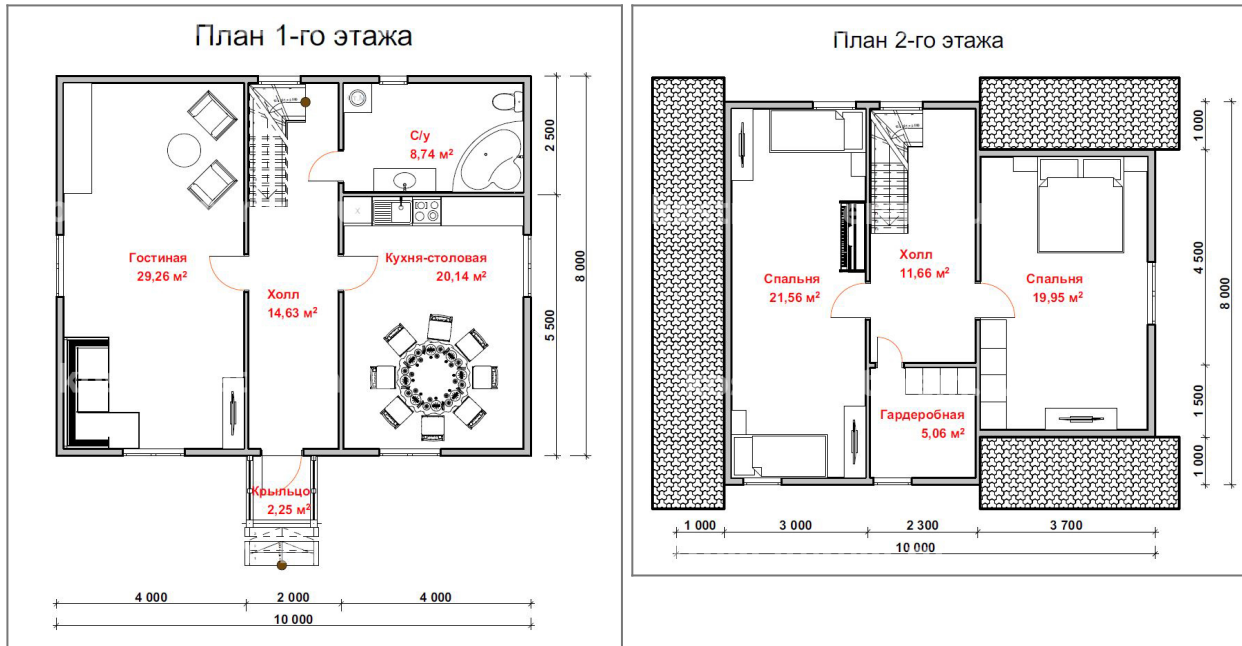 План 1-го этажа
С/у
8,74 м²
Гостиная
29,26 м²
Холл
14,63 м²
Кухня-столовая
20,14 м²
Крыльцо
2,25 м²
2 500
5 500
8 000
4 000
2 000
4 000
10 000
План 2-го этажа
Спальня
21,56 м²
Холл
11,66 м²
Спальня
19,95 м²
Гардеробная
5,06 м²
1 000
4 500
1 500
1 000
8 000
1 000
3 000
2 300
3 700
10 000